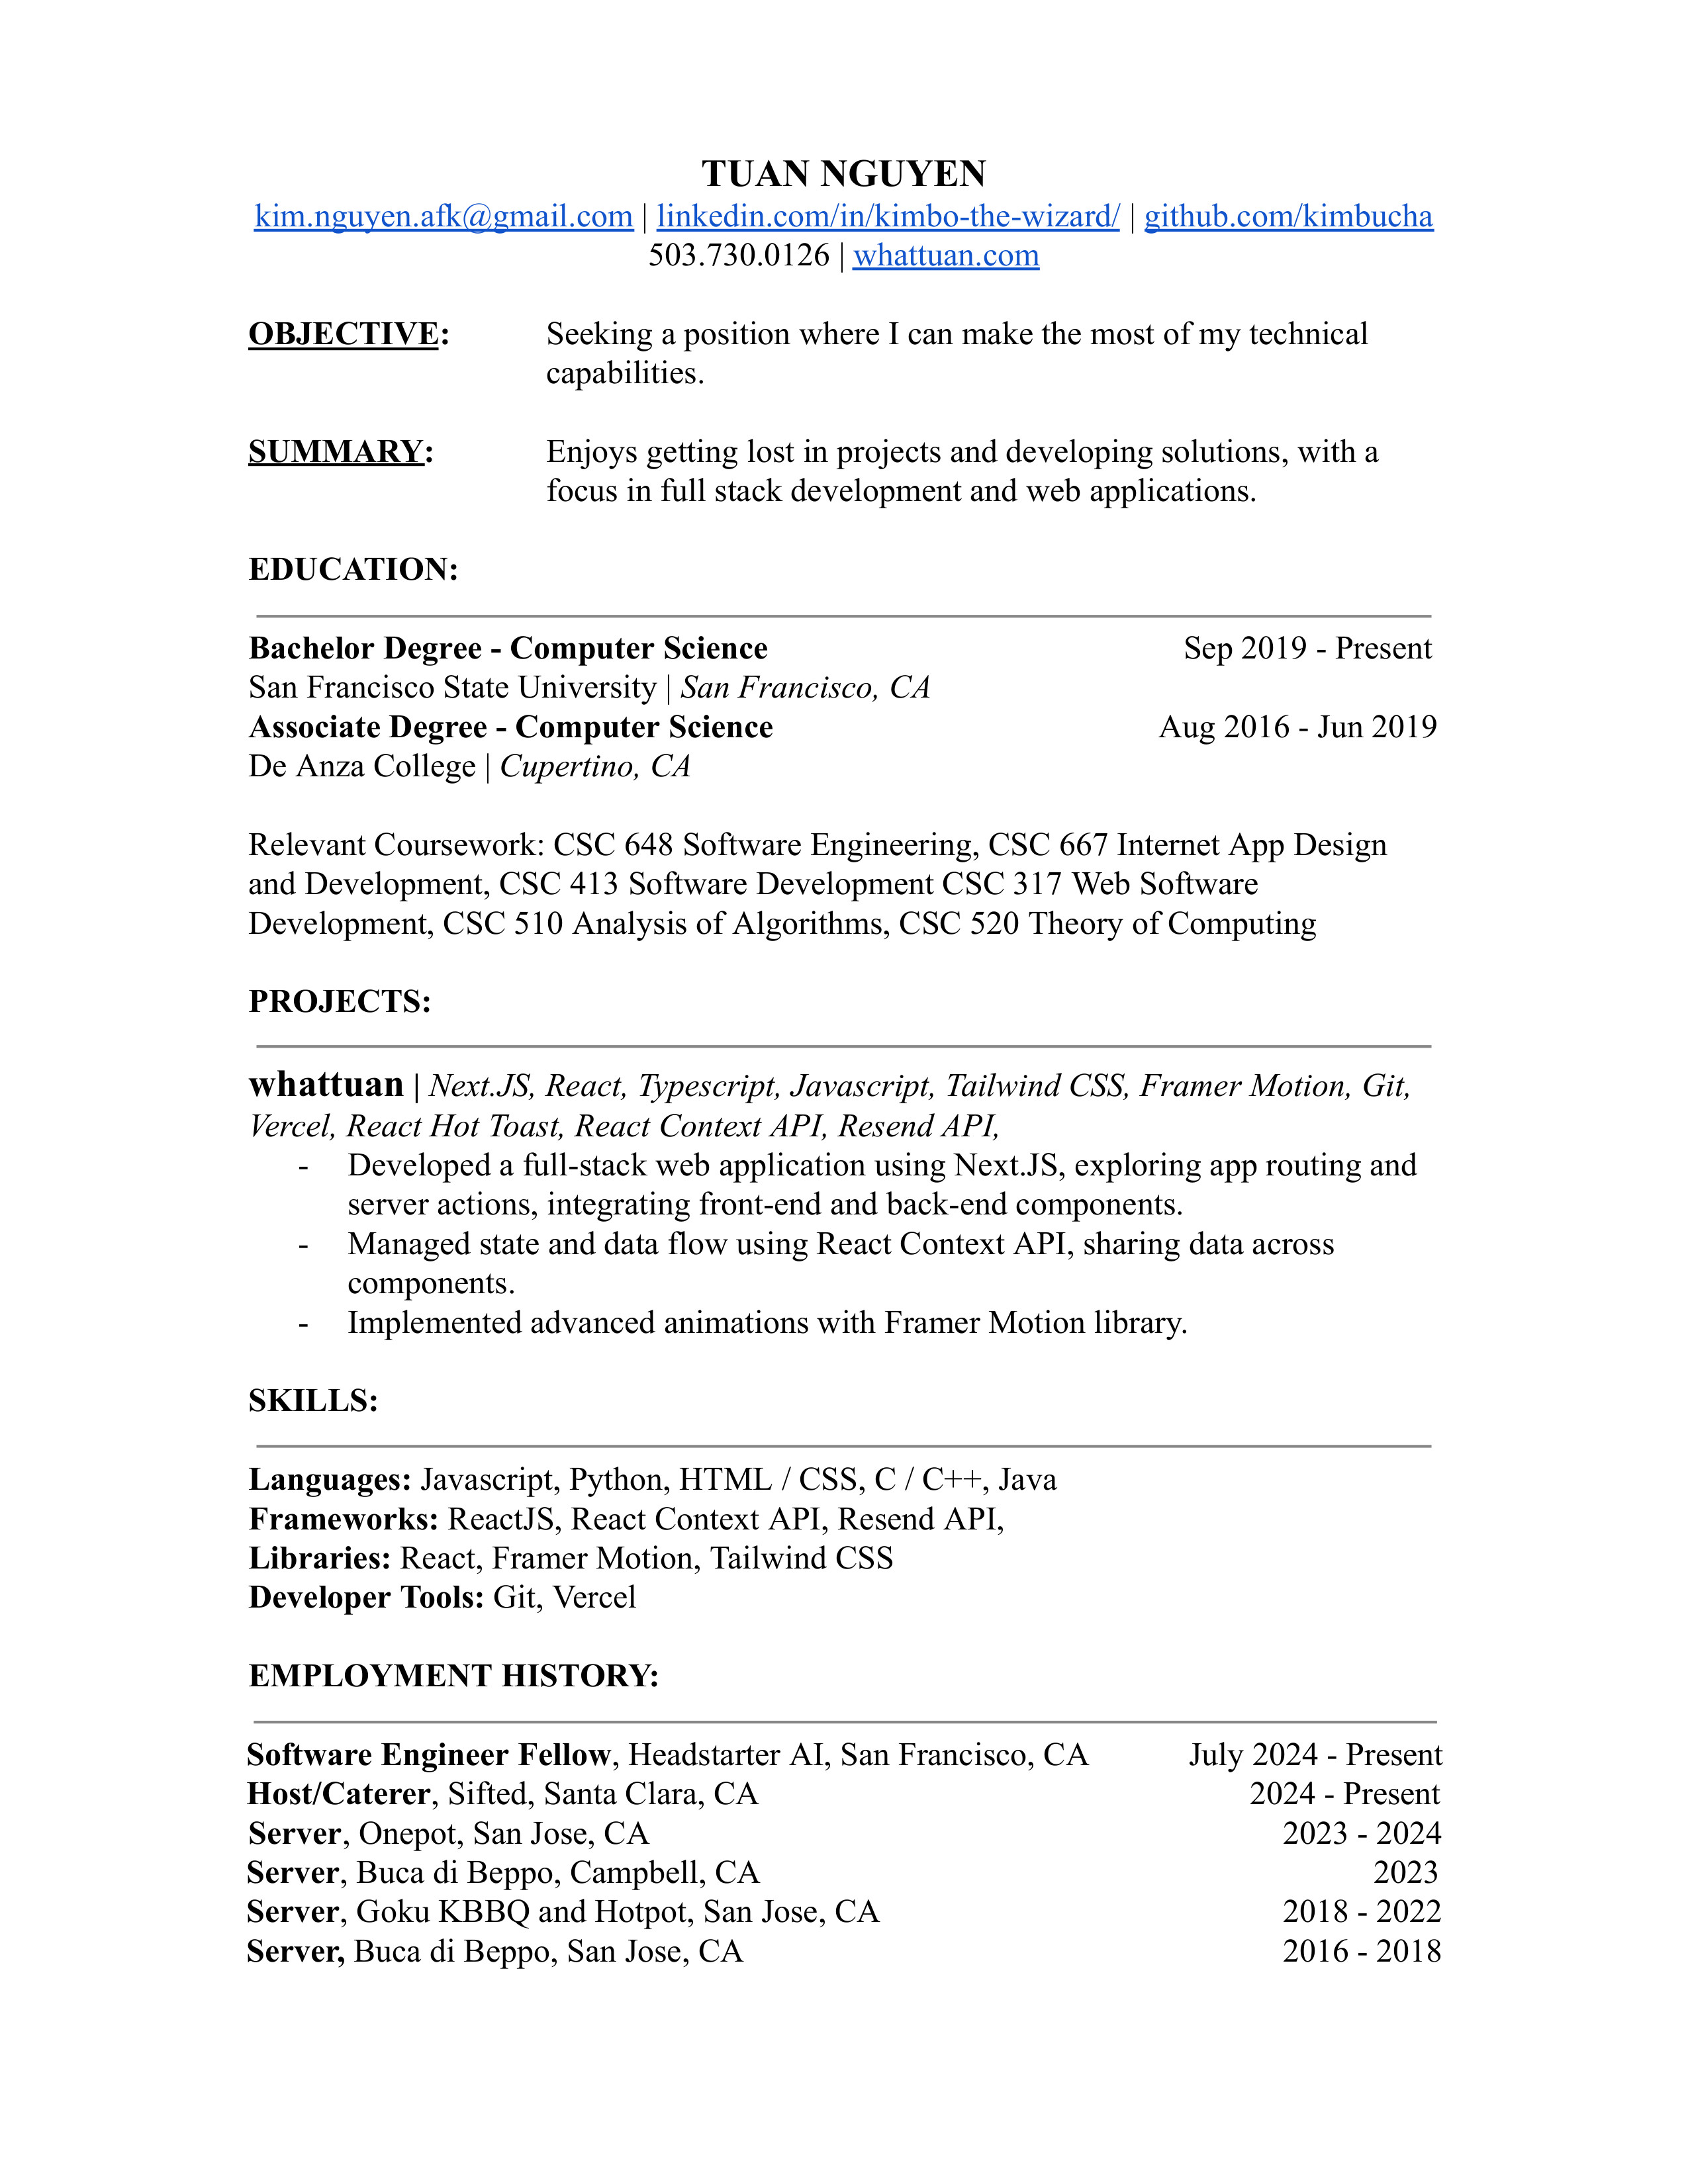 TUAN NGUYEN
kim.nguyen.afk@gmail.com | linkedin.com/in/kimbo-the-wizard/ | github.com/kimbucha
503.730.0126 | whattuan.com
OBJECTIVE: Seeking a position where I can make the most of my technical
capabilities.
SUMMARY: Enjoys getting lost in projects and developing solutions, with a
focus in full stack development and web applications.
EDUCATION:
Bachelor Degree - Computer Science Sep 2019 - Present
San Francisco State University | San Francisco, CA
Associate Degree - Computer Science Aug 2016 - Jun 2019
De Anza College | Cupertino, CA
Relevant Coursework: CSC 648 Software Engineering, CSC 667 Internet App Design
and Development, CSC 413 Software Development CSC 317 Web Software
Development, CSC 510 Analysis of Algorithms, CSC 520 Theory of Computing
PROJECTS:
whattuan | Next.JS, React, Typescript, Javascript, Tailwind CSS, Framer Motion, Git,
Vercel, React Hot Toast, React Context API, Resend API,
- Developed a full-stack web application using Next.JS, exploring app routing and
server actions, integrating front-end and back-end components.
- Managed state and data flow using React Context API, sharing data across
components.
- Implemented advanced animations with Framer Motion library.
SKILLS:
Languages: Javascript, Python, HTML / CSS, C / C++, Java
Frameworks: ReactJS, React Context API, Resend API,
Libraries: React, Framer Motion, Tailwind CSS
Developer Tools: Git, Vercel
EMPLOYMENT HISTORY:
Software Engineer Fellow, Headstarter AI, San Francisco, CA July 2024 - Present
Host/Caterer, Sifted, Santa Clara, CA 2024 - Present
Server, Onepot, San Jose, CA 2023 - 2024
Server, Buca di Beppo, Campbell, CA 2023
Server, Goku KBBQ and Hotpot, San Jose, CA 2018 - 2022
Server, Buca di Beppo, San Jose, CA 2016 - 2018